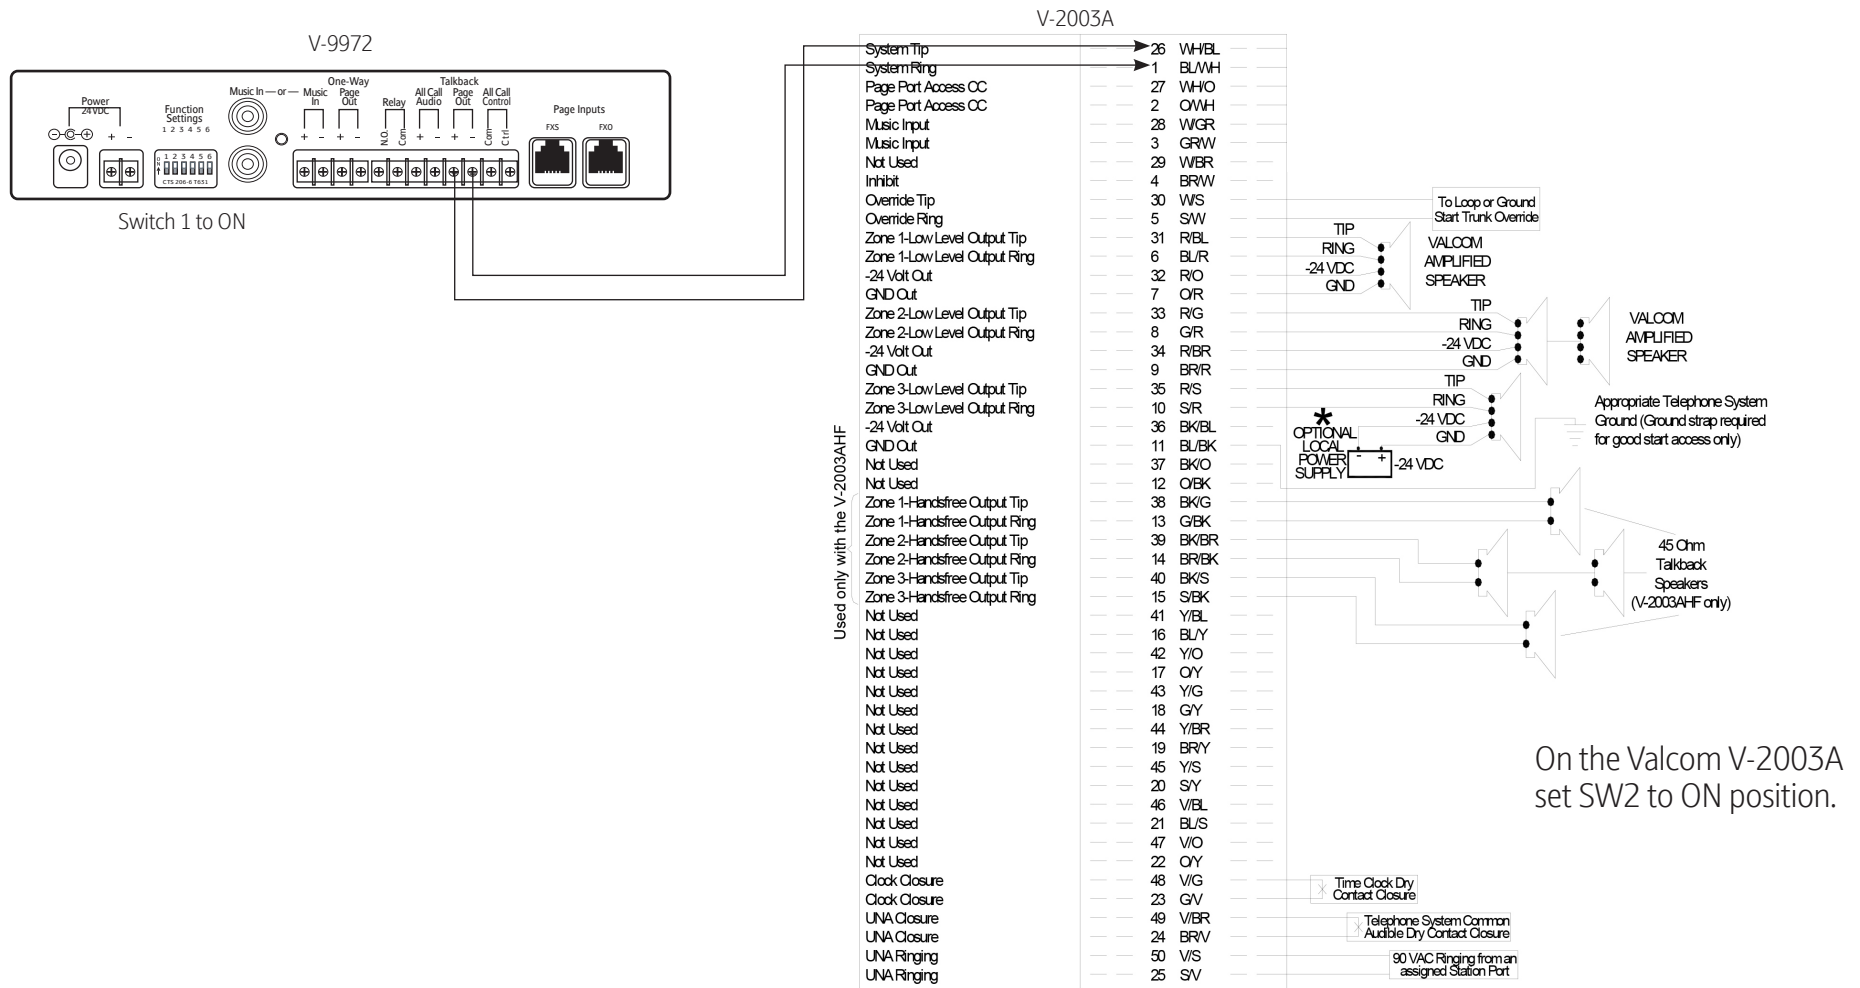 V-9972
Power
24VDC
+ –
Function
Settings
1 2 3 4 5 6
ON
1 2 3 4 5 6
CTS 206-6 T631
Music In — or — Music
In
One-Way
Page
Out
Relay
All Call
Audio
Talkback
Page
Out
All Call
Control
+ – + – N.O. Com + – + – Com Ctrl
Page Inputs
FXS FXO
Switch 1 to ON
V-2003A
System Tip 26 WH/BL
System Ring 1 BL/WH
Page Port Access CC 27 WH/O
Page Port Access CC 2 O/WH
Music Input 28 W/GR
Music Input 3 GR/W
Not Used 29 W/BR
Inhibit 4 BR/W
Override Tip 30 W/S
Override Ring 5 S/W
Zone 1-Low Level Output Tip 31 R/BL
Zone 1-Low Level Output Ring 6 BL/R
-24 Volt Out 32 R/O
GND Out 7 O/R
Zone 2-Low Level Output Tip 33 R/G
Zone 2-Low Level Output Ring 8 G/R
-24 Volt Out 34 R/BR
GND Out 9 BR/R
Zone 3-Low Level Output Tip 35 R/S
Zone 3-Low Level Output Ring 10 S/R
-24 Volt Out 36 BK/BL
GND Out 11 BL/BK
Not Used 37 BK/O
Not Used 12 O/BK
Zone 1-Handsfree Output Tip 38 BK/G
Zone 1-Handsfree Output Ring 13 G/BK
Zone 2-Handsfree Output Tip 39 BK/BR
Zone 2-Handsfree Output Ring 14 BR/BK
Zone 3-Handsfree Output Tip 40 BK/S
Zone 3-Handsfree Output Ring 15 S/BK
Not Used 41 Y/BL
Not Used 16 BL/Y
Not Used 42 Y/O
Not Used 17 O/Y
Not Used 43 Y/G
Not Used 18 G/Y
Not Used 44 Y/BR
Not Used 19 BR/Y
Not Used 45 Y/S
Not Used 20 S/Y
Not Used 46 V/BL
Not Used 21 BL/S
Not Used 47 V/O
Not Used 22 O/Y
Clock Closure 48 V/G
Clock Closure 23 G/V
UNA Closure 49 V/BR
UNA Closure 24 BR/V
UNA Ringing 50 V/S
UNA Ringing 25 S/V
Used only with the V-2003AHF
To Loop or Ground
Start Trunk Override
TIP
RING
-24 VDC
GND
VALCOM
AMPLIFIED
SPEAKER
TIP
RING
-24 VDC
GND
VALCOM
AMPLIFIED
SPEAKER
TIP
RING
-24 VDC
GND
*
OPTIONAL
LOCAL
POWER
SUPPLY
- +
-24 VDC
Appropriate Telephone System
Ground (Ground strap required
for good start access only)
45 Ohm
Talkback
Speakers
(V-2003AHF only)
On the Valcom V-2003A
set SW2 to ON position.
Time Clock Dry
Contact Closure
Telephone System Common
Audible Dry Contact Closure
90 VAC Ringing from an
assigned Station Port